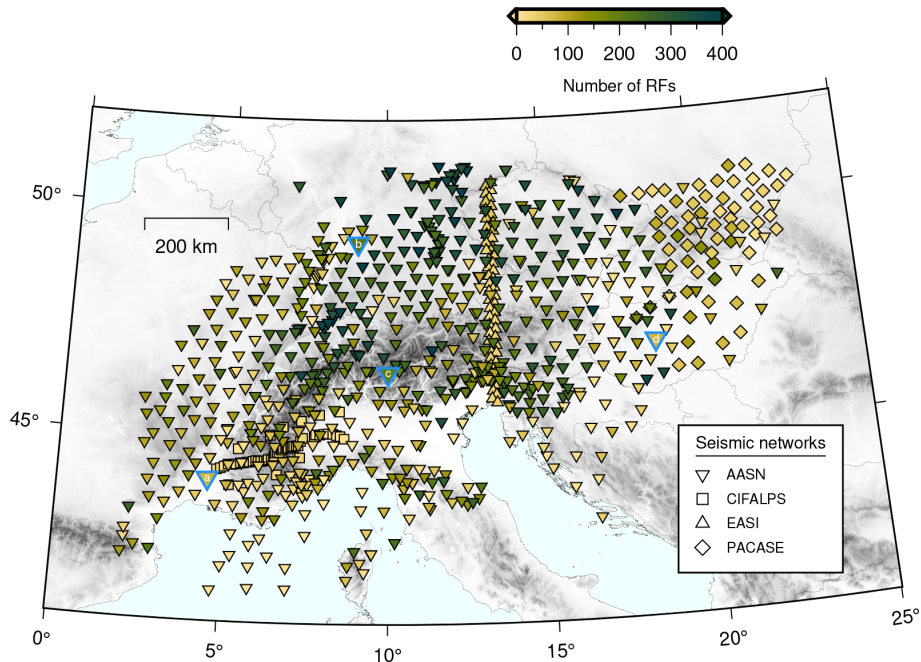 0 100 200 300 400
Number of RFs
50°
200 km
b
d
c
45°
Seismic networks
a
AASN
CIFALPS
EASI
PACASE
0°
5°
10°
15°
20°
25°